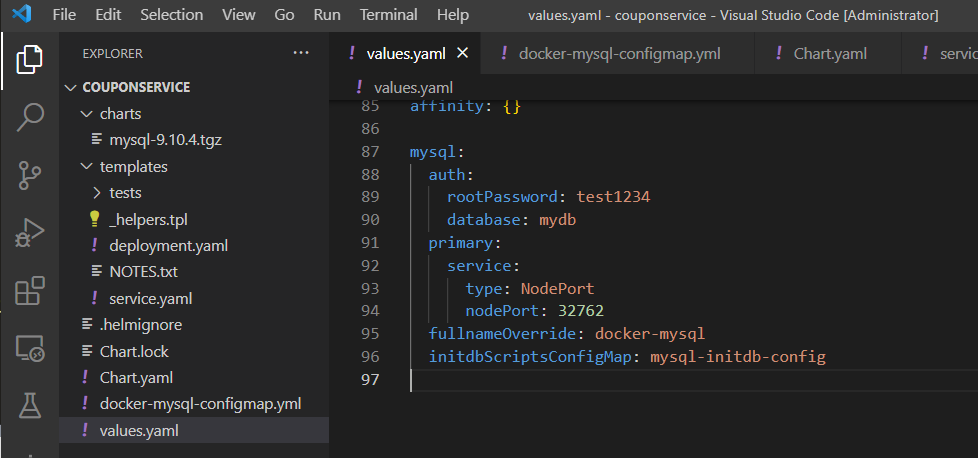 File Edit Selection View Go Run Terminal Help values.yaml - couponservice - Visual Studio Code [Administrator]
EXPLORER ···
COUPONSERVICE
charts
mysql-9.10.4.tgz
templates
tests
_helpers.tpl
! deployment.yaml
NOTES.txt
! service.yaml
.helmignore
Chart.lock
! Chart.yaml
! docker-mysql-configmap.yml
! values.yaml
! values.yaml ! docker-mysql-configmap.yml ! Chart.yaml ! servic
! values.yaml
85 affinity: {}
86
87 mysql:
88 auth:
89 rootPassword: test1234
90 database: mydb
91 primary:
92 service:
93 type: NodePort
94 nodePort: 32762
95 fullnameOverride: docker-mysql
96 initdbScriptsConfigMap: mysql-initdb-config
97